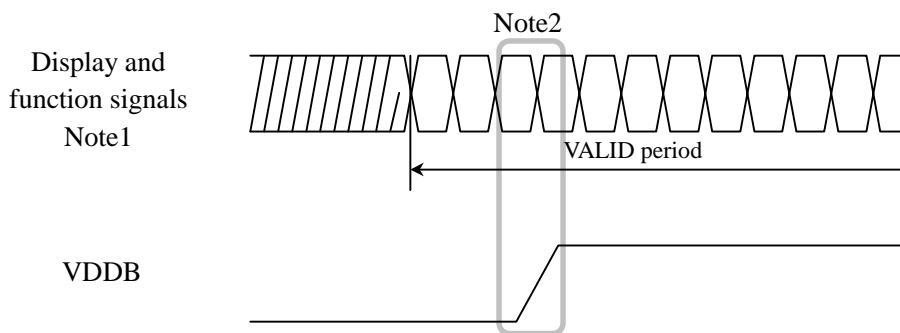 Note2
Display and
function signals
Note1
VALID period
VDDB